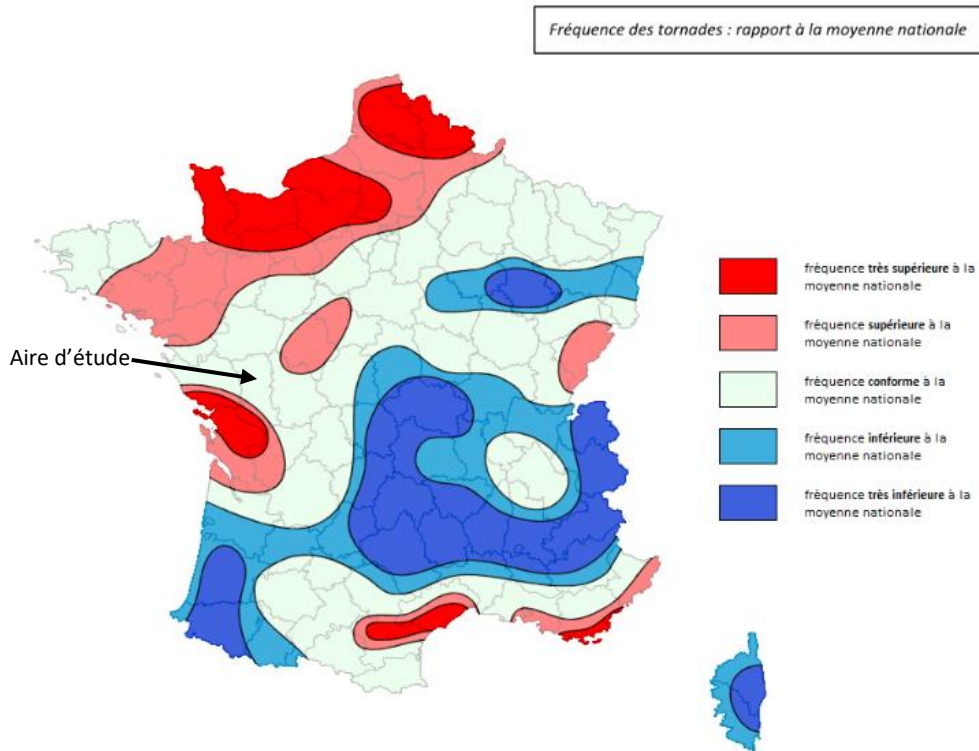 Fréquence des tornades : rapport à la moyenne nationale
Aire d’étude
fréquence très supérieure à la
moyenne nationale
fréquence supérieure à la
moyenne nationale
fréquence conforme à la
moyenne nationale
fréquence inférieure à la
moyenne nationale
fréquence très inférieure à la
moyenne nationale